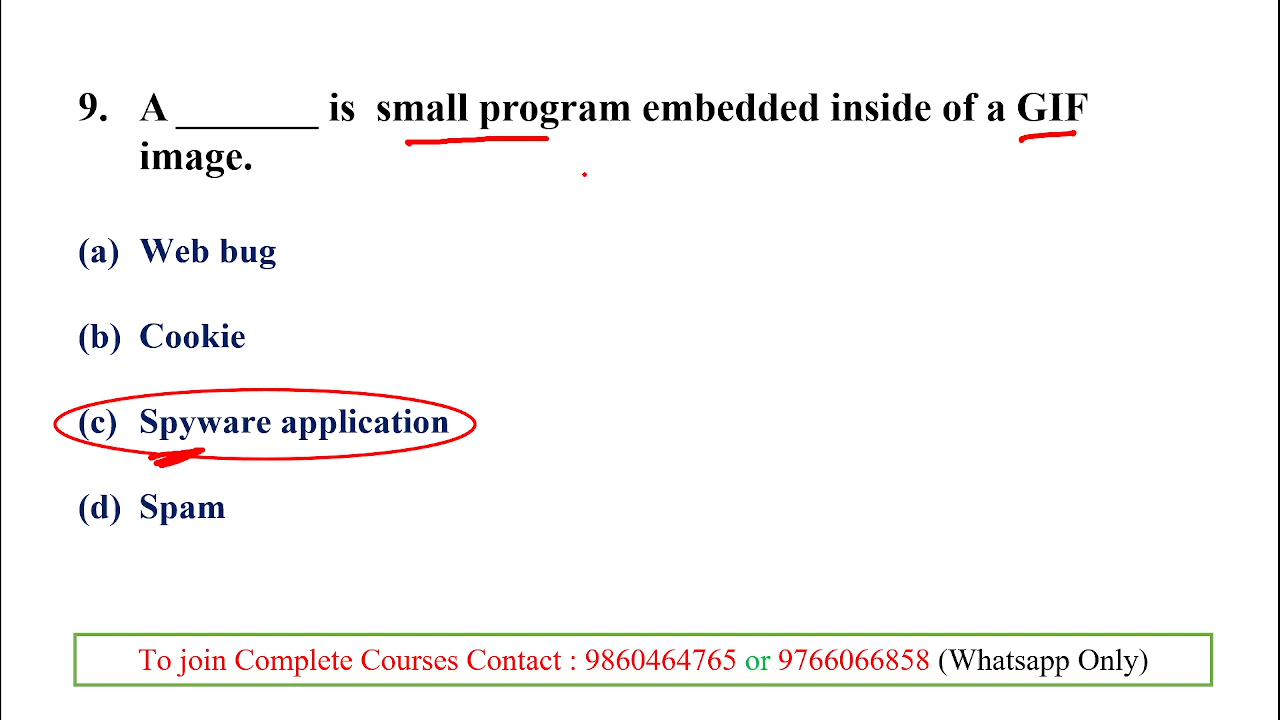 9. A _______ is small program embedded inside of a GIF
image.
(a) Web bug
(b) Cookie
(c) Spyware application
(d) Spam
To join Complete Courses Contact : 9860464765 or 9766066858 (Whatsapp Only)